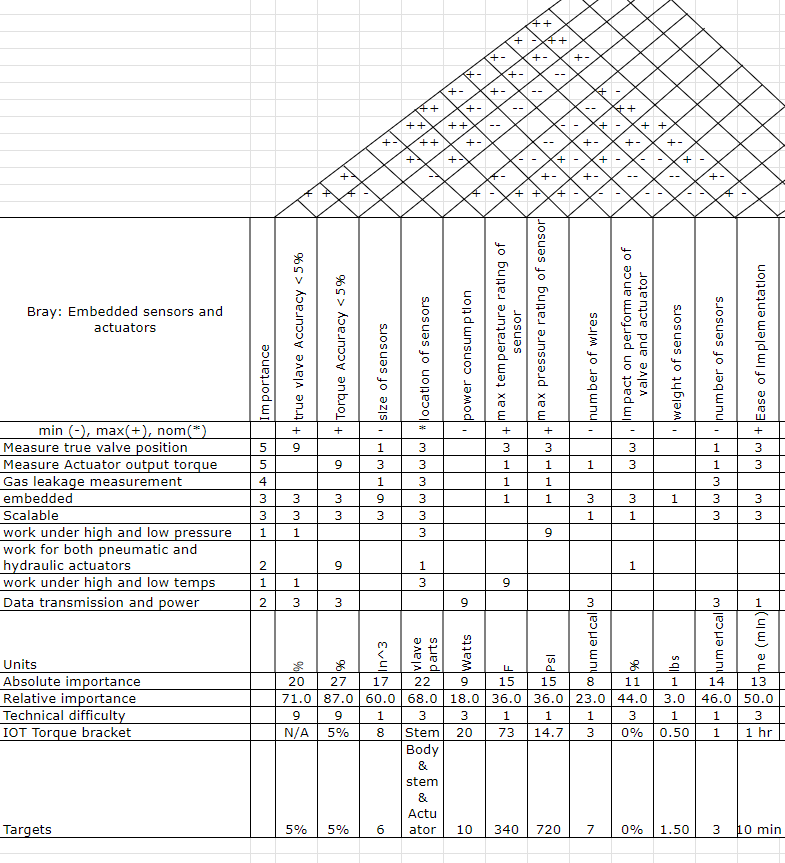 ++
+ - ++
+- +- +-
+- +- --
+- +- -- + -
++ +- -- -- ++
++ ++ -- - - + - + +
+- ++ +- -- +- +- +-
+- +- -- + - + - - + -
+- -- +- +- +- -- +-
+ + + - + - + + + - - - - - - - + -
Bray: Embedded sensors and
actuators
Importance
true vlave Accuracy <5%
Torque Accuracy <5%
size of sensors
location of sensors
power consumption
max temperature rating of
sensor
max pressure rating of sensor
number of wires
Impact on performance of
valve and actuator
weight of sensors
number of sensors
Ease of Implementation
min (-), max(+), nom(*) + + - * - + + - - - - +
Measure true valve position 5 9 1 3 3 3 3 1 3
Measure Actuator output torque 5 9 3 3 1 1 1 3 1 3
Gas leakage measurement 4 1 3 1 1 3
embedded 3 3 3 9 3 1 1 3 3 1 3 3
Scalable 3 3 3 3 3 1 1 3 3
work under high and low pressure 1 1 3 9
work for both pneumatic and
hydraulic actuators 2 9 1 1
work under high and low temps 1 1 3 9
Data transmission and power 2 3 3 9 3 3 1
Units % % In^3 vlave
parts Watts F Psi numerical % lbs numerical me (min)
Absolute importance 20 27 17 22 9 15 15 8 11 1 14 13
Relative importance 71.0 87.0 60.0 68.0 18.0 36.0 36.0 23.0 44.0 3.0 46.0 50.0
Technical difficulty 9 9 1 3 3 1 1 1 3 1 1 3
IOT Torque bracket N/A 5% 8 Stem 20 73 14.7 3 0% 0.50 1 1 hr
Body
&
stem
&
Actu
Targets 5% 5% 6 ator 10 340 720 7 0% 1.50 3 10 min